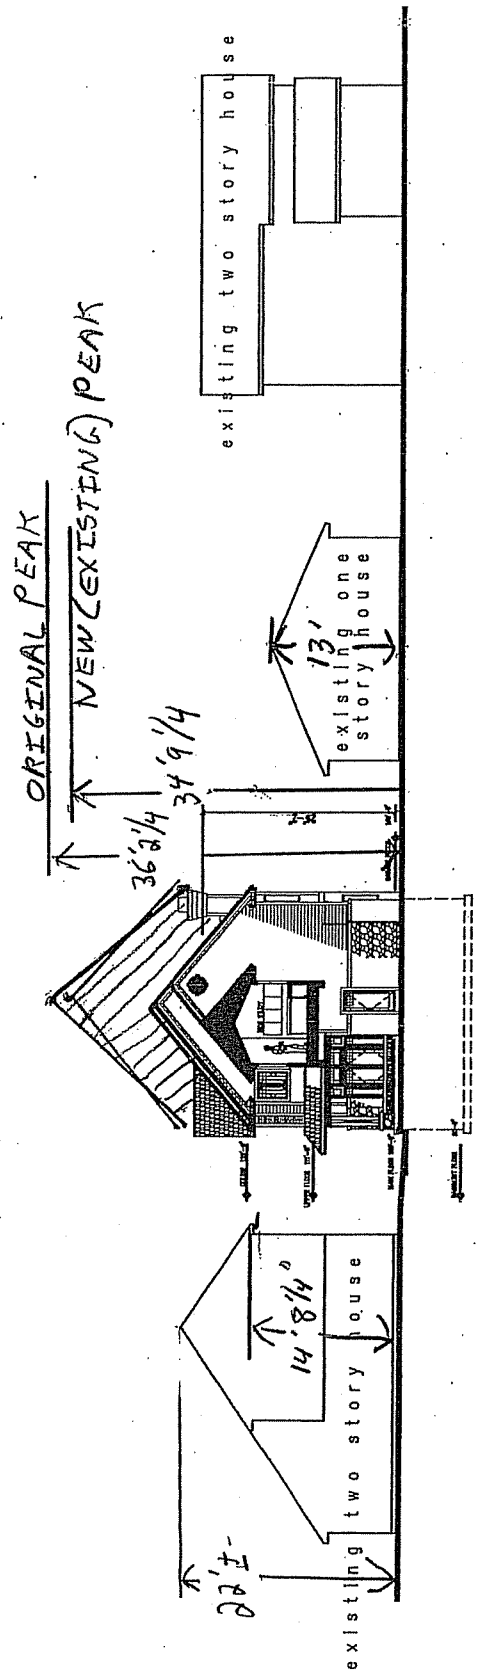 ORIGINAL PEAK
NEW (EXISTING) PEAK
36' 2 1/4
34' 9 1/4
22' ±-
14' 8 1/4"
existing two story house
13'
existing one
story house
existing two story house
UPPER FLOOR
MAIN FLOOR
BASEMENT FLOOR